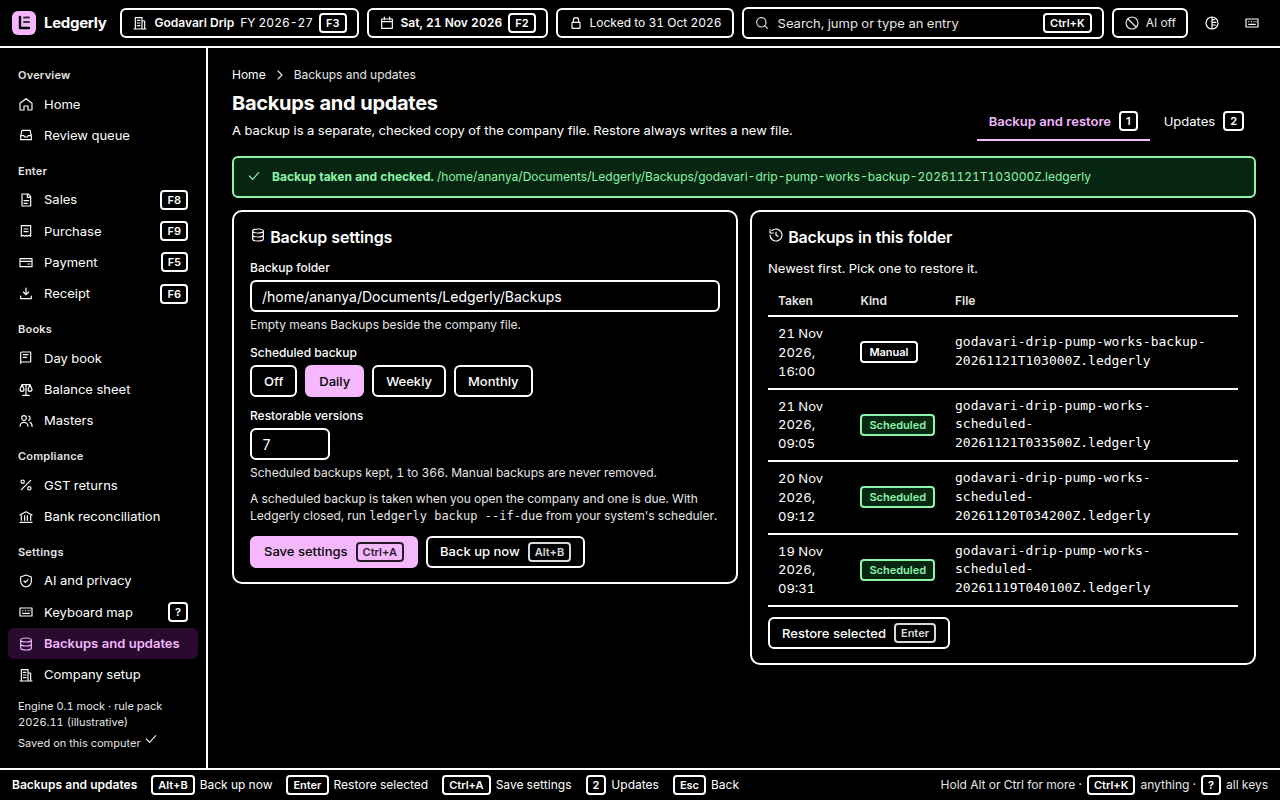 Ledgerly
Godavari Drip FY 2026-27 F3
Sat, 21 Nov 2026 F2
Locked to 31 Oct 2026
Search, jump or type an entry Ctrl+K
AI off
Overview
Home
Review queue
Enter
Sales F8
Purchase F9
Payment F5
Receipt F6
Books
Day book
Balance sheet
Masters
Compliance
GST returns
Bank reconciliation
Settings
AI and privacy
Keyboard map ?
Backups and updates
Company setup
Engine 0.1 mock · rule pack
2026.11 (illustrative)
Saved on this computer
Home > Backups and updates
Backups and updates
A backup is a separate, checked copy of the company file. Restore always writes a new file.
Backup and restore 1
Updates 2
Backup taken and checked. /home/ananya/Documents/Ledgerly/Backups/godavari-drip-pump-works-backup-20261121T103000Z.ledgerly
Backup settings
Backup folder
/home/ananya/Documents/Ledgerly/Backups
Empty means Backups beside the company file.
Scheduled backup
Off Daily Weekly Monthly
Restorable versions
7
Scheduled backups kept, 1 to 366. Manual backups are never removed.
A scheduled backup is taken when you open the company and one is due. With
Ledgerly closed, run ledgerly backup --if-due from your system's scheduler.
Save settings Ctrl+A
Back up now Alt+B
Backups in this folder
Newest first. Pick one to restore it.
Taken Kind File
21 Nov
2026,
16:00
Manual
godavari-drip-pump-works-backup-
20261121T103000Z.ledgerly
21 Nov
2026,
09:05
Scheduled
godavari-drip-pump-works-
scheduled-
20261121T033500Z.ledgerly
20 Nov
2026,
09:12
Scheduled
godavari-drip-pump-works-
scheduled-
20261120T034200Z.ledgerly
19 Nov
2026,
09:31
Scheduled
godavari-drip-pump-works-
scheduled-
20261119T040100Z.ledgerly
Restore selected Enter
Backups and updates Alt+B Back up now Enter Restore selected Ctrl+A Save settings 2 Updates Esc Back
Hold Alt or Ctrl for more · Ctrl+K anything · ? all keys